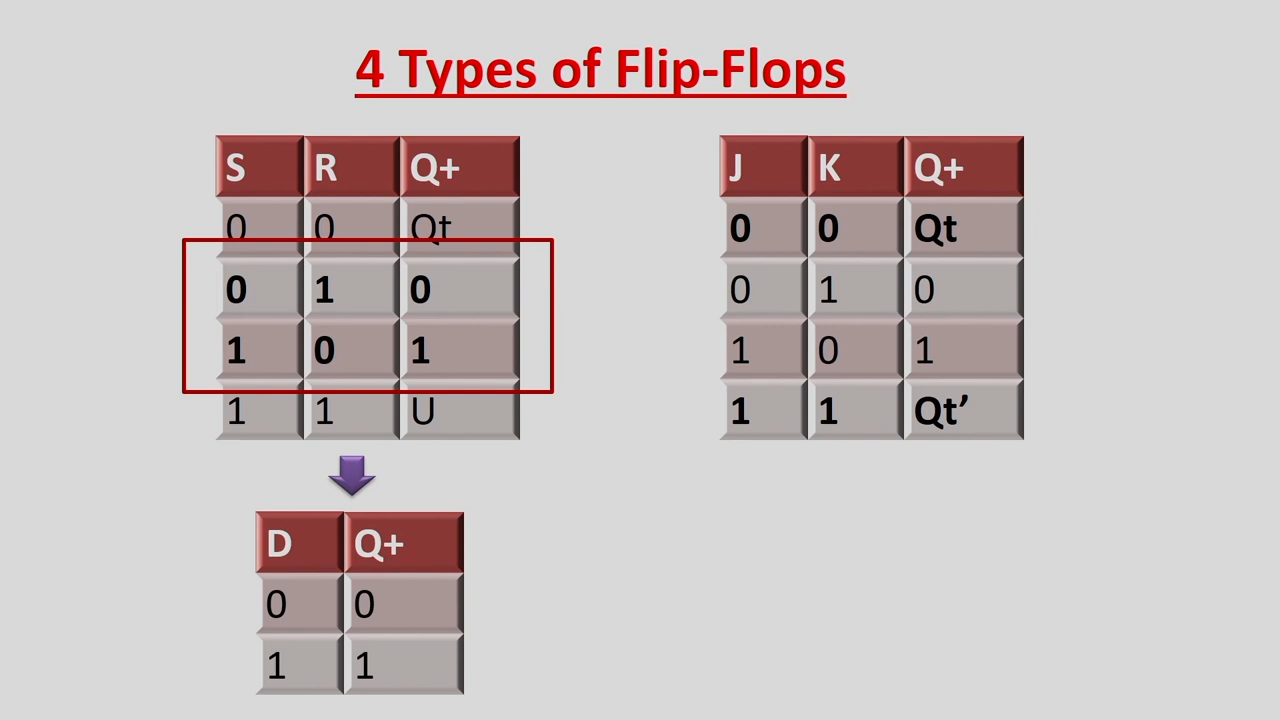 4 Types of Flip-Flops
S R Q+
0 0 Qt
0 1 0
1 0 1
1 1 U
J K Q+
0 0 Qt
0 1 0
1 0 1
1 1 Qt’
D Q+
0 0
1 1